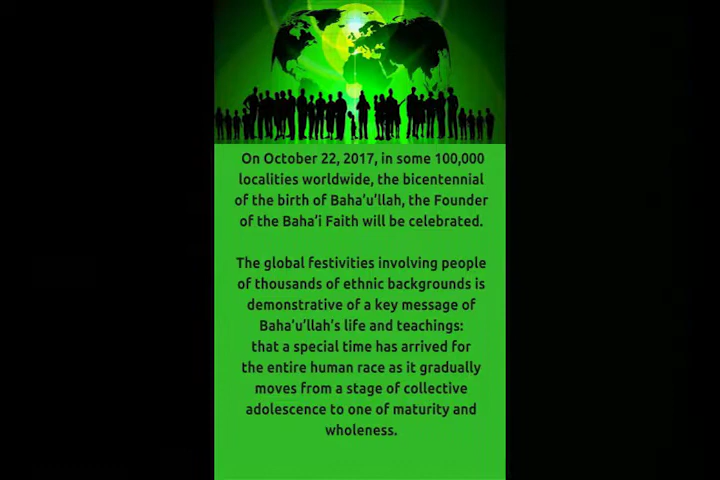 On October 22, 2017, in some 100,000
localities worldwide, the bicentennial
of the birth of Baha’u’llah, the Founder
of the Baha’i Faith will be celebrated.
The global festivities involving people
of thousands of ethnic backgrounds is
demonstrative of a key message of
Baha’u’llah’s life and teachings:
that a special time has arrived for
the entire human race as it gradually
moves from a stage of collective
adolescence to one of maturity and
wholeness.